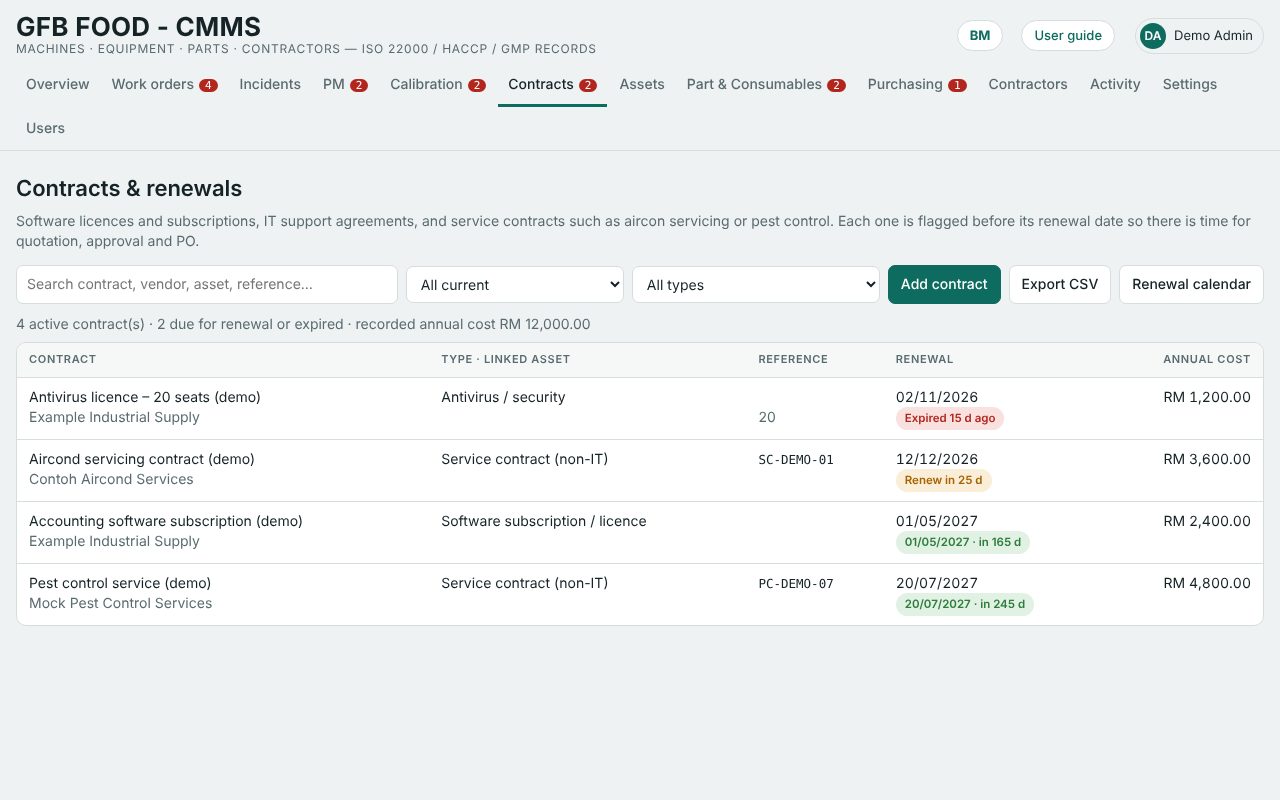 GFB FOOD - CMMS
MACHINES · EQUIPMENT · PARTS · CONTRACTORS — ISO 22000 / HACCP / GMP RECORDS
BM
User guide
DA Demo Admin
Overview
Work orders 4
Incidents
PM 2
Calibration 2
Contracts 2
Assets
Part & Consumables 2
Purchasing 1
Contractors
Activity
Settings
Users
Contracts & renewals
Software licences and subscriptions, IT support agreements, and service contracts such as aircon servicing or pest control. Each one is flagged before its renewal date so there is time for
quotation, approval and PO.
Search contract, vendor, asset, reference...
All current
All types
Add contract
Export CSV
Renewal calendar
4 active contract(s) · 2 due for renewal or expired · recorded annual cost RM 12,000.00
CONTRACT TYPE · LINKED ASSET REFERENCE RENEWAL ANNUAL COST
Antivirus licence – 20 seats (demo) Antivirus / security 02/11/2026 RM 1,200.00
Example Industrial Supply 20 Expired 15 d ago
Aircond servicing contract (demo) Service contract (non-IT) SC-DEMO-01 12/12/2026 RM 3,600.00
Contoh Aircond Services Renew in 25 d
Accounting software subscription (demo) Software subscription / licence 01/05/2027 RM 2,400.00
Example Industrial Supply 01/05/2027 · in 165 d
Pest control service (demo) Service contract (non-IT) PC-DEMO-07 20/07/2027 RM 4,800.00
Mock Pest Control Services 20/07/2027 · in 245 d